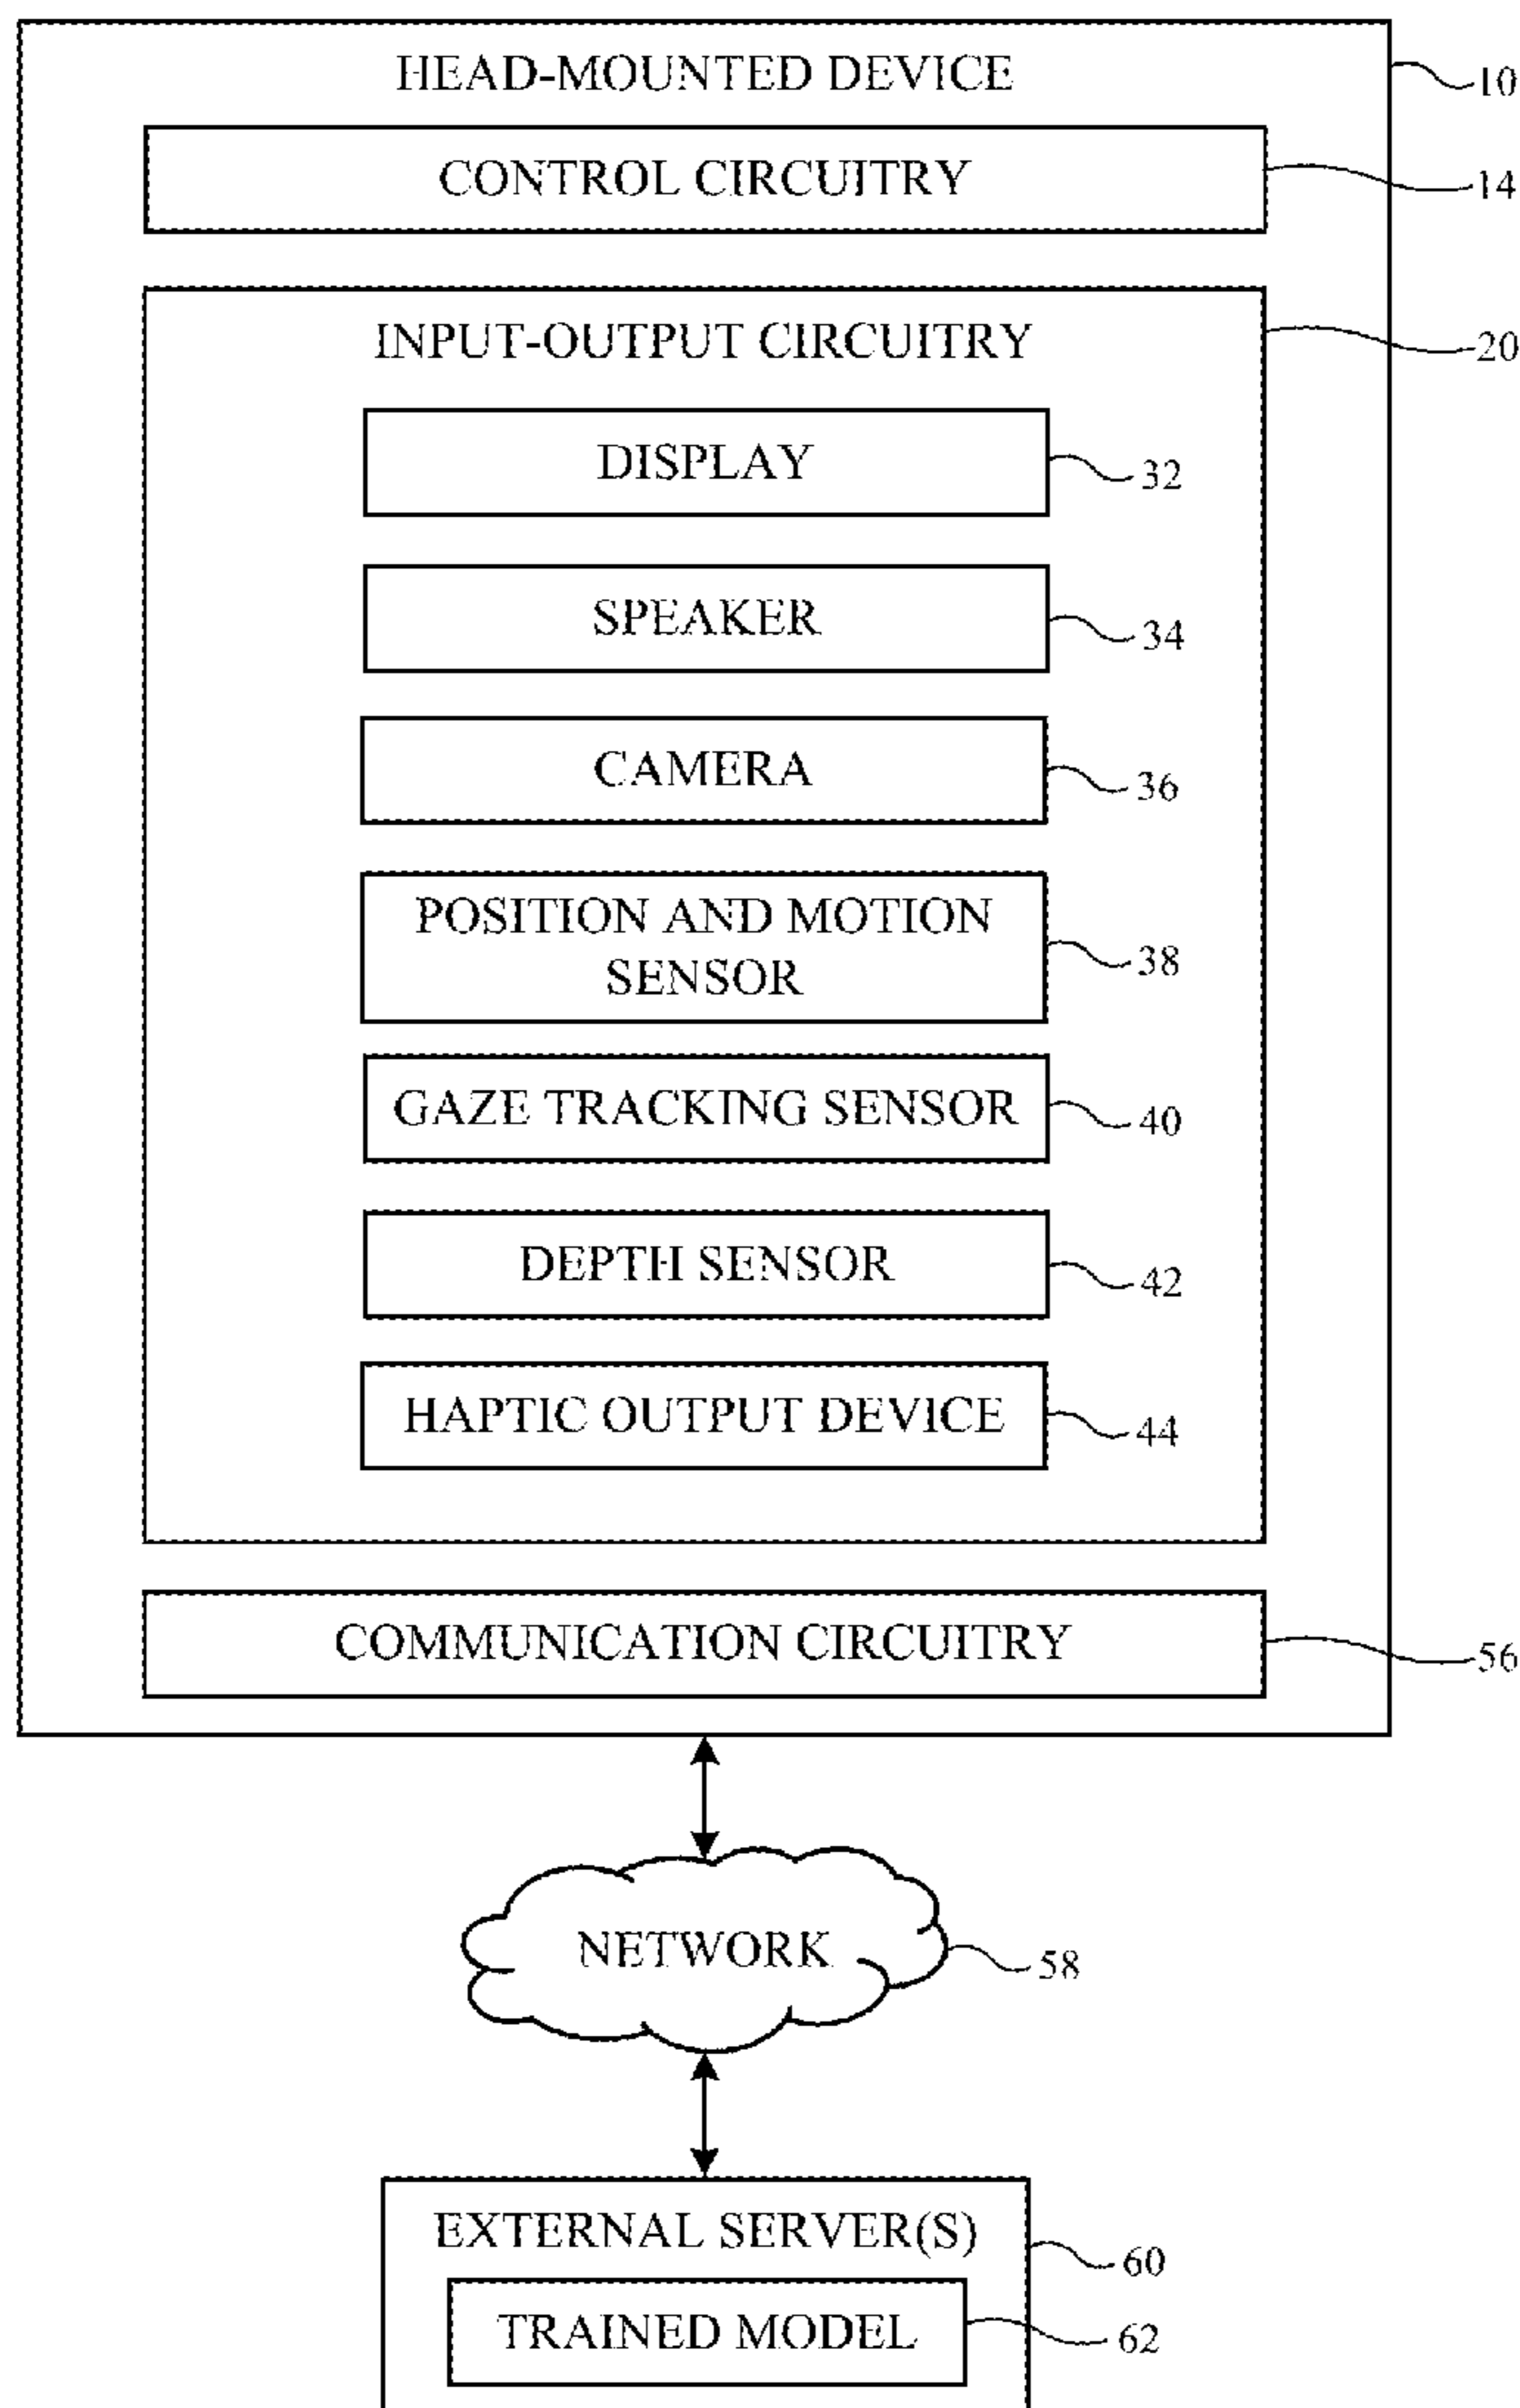 HEAD-MOUNTED DEVICE
10
CONTROL CIRCUITRY
14
INPUT-OUTPUT CIRCUITRY
20
DISPLAY
32
SPEAKER
34
CAMERA
36
POSITION AND MOTION
SENSOR
38
GAZE TRACKING SENSOR
40
DEPTH SENSOR
42
HAPTIC OUTPUT DEVICE
44
COMMUNICATION CIRCUITRY
56
NETWORK
58
EXTERNAL SERVER(S)
60
TRAINED MODEL
62